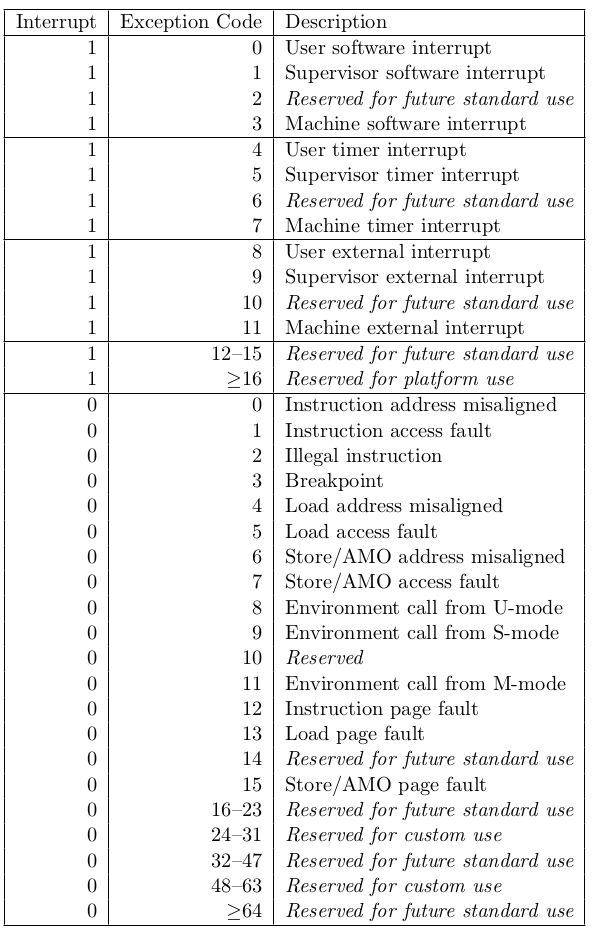 Interrupt Exception Code Description
1 0 User software interrupt
1 1 Supervisor software interrupt
1 2 Reserved for future standard use
1 3 Machine software interrupt
1 4 User timer interrupt
1 5 Supervisor timer interrupt
1 6 Reserved for future standard use
1 7 Machine timer interrupt
1 8 User external interrupt
1 9 Supervisor external interrupt
1 10 Reserved for future standard use
1 11 Machine external interrupt
1 12–15 Reserved for future standard use
1 ≥16 Reserved for platform use
0 0 Instruction address misaligned
0 1 Instruction access fault
0 2 Illegal instruction
0 3 Breakpoint
0 4 Load address misaligned
0 5 Load access fault
0 6 Store/AMO address misaligned
0 7 Store/AMO access fault
0 8 Environment call from U-mode
0 9 Environment call from S-mode
0 10 Reserved
0 11 Environment call from M-mode
0 12 Instruction page fault
0 13 Load page fault
0 14 Reserved for future standard use
0 15 Store/AMO page fault
0 16–23 Reserved for future standard use
0 24–31 Reserved for custom use
0 32–47 Reserved for future standard use
0 48–63 Reserved for custom use
0 ≥64 Reserved for future standard use